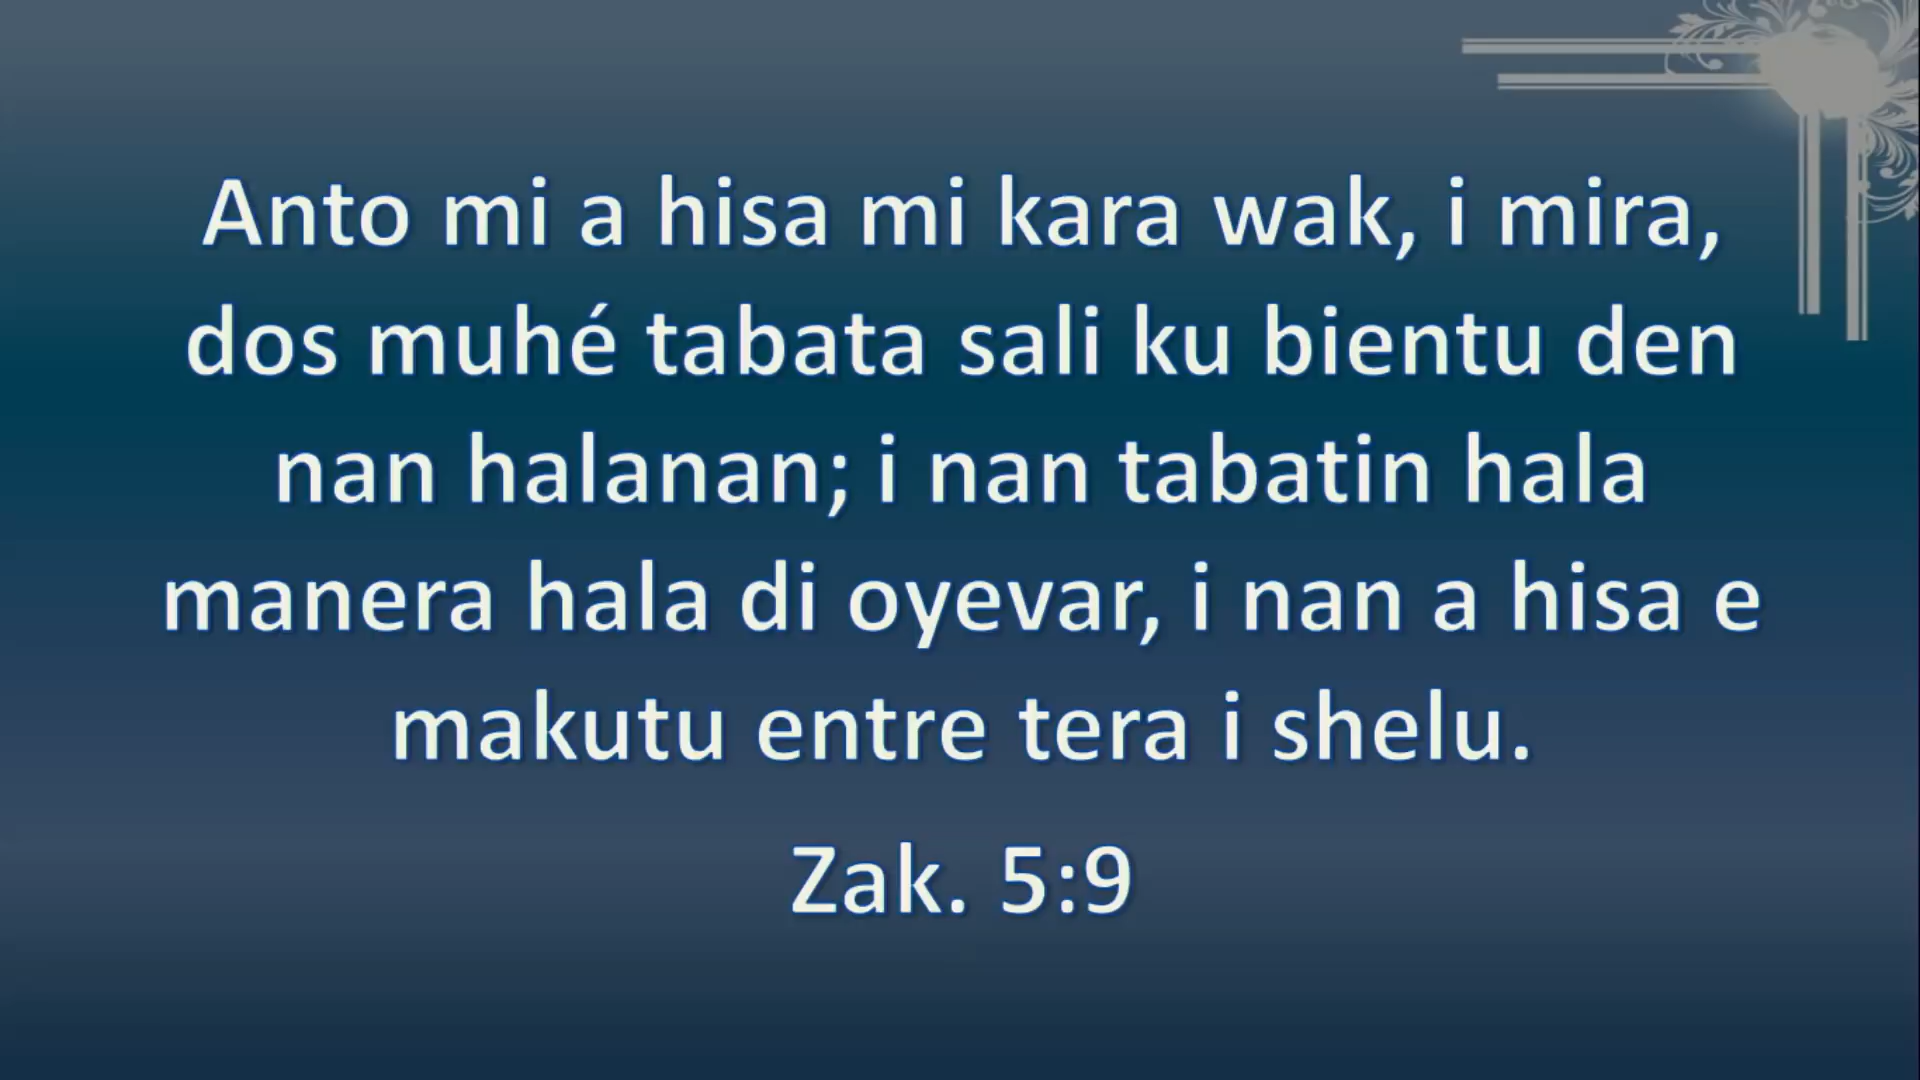 Anto mi a hisa mi kara wak, i mira,
dos muhé tabata sali ku bientu den
nan halanan; i nan tabatin hala
manera hala di oyevar, i nan a hisa e
makutu entre tera i shelu.
Zak. 5:9